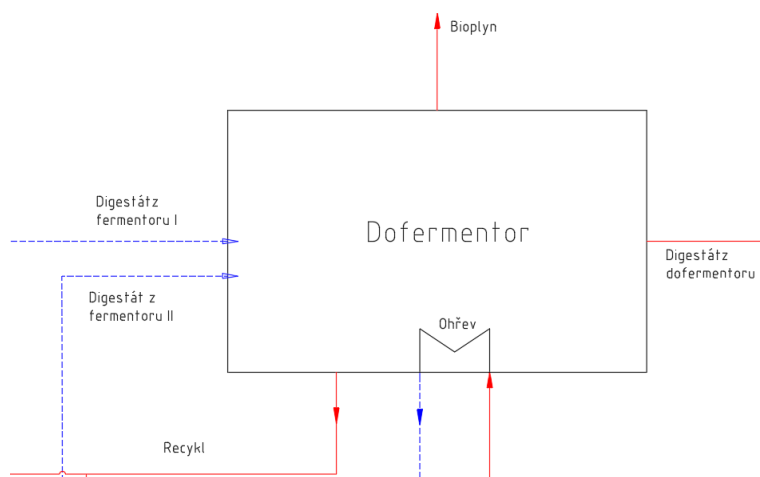 Bioplyn
Digestátz
fermentoru I
Dofermentor
Digestátz
dofermentoru
Digestát z
fermentoru II
Ohřev
Recykl